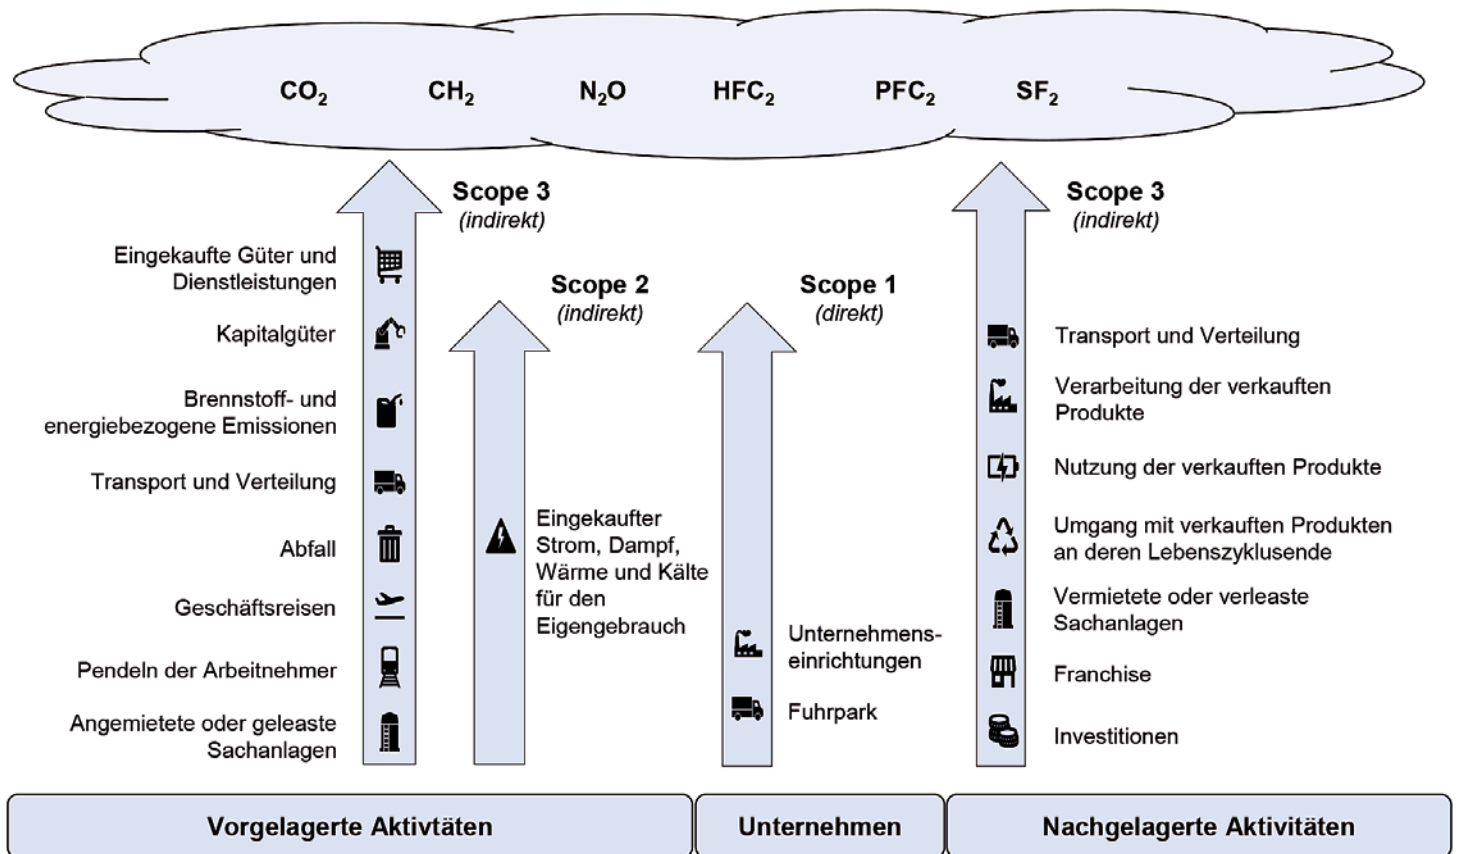 CO₂ CH₂ N₂O HFC₂ PFC₂ SF₂
Scope 3
(indirekt)
Eingekaufte Güter und
Dienstleistungen
Kapitalgüter
Brennstoff- und
energiebezogene Emissionen
Transport und Verteilung
Abfall
Geschäftsreisen
Pendeln der Arbeitnehmer
Angemietete oder geleaste
Sachanlagen
Scope 2
(indirekt)
Eingekaufter
Strom, Dampf,
Wärme und Kälte
für den
Eigengebrauch
Scope 1
(direkt)
Unternehmens-
einrichtungen
Fuhrpark
Scope 3
(indirekt)
Transport und Verteilung
Verarbeitung der verkauften
Produkte
Nutzung der verkauften Produkte
Umgang mit verkauften Produkten
an deren Lebenszyklusende
Vermietete oder verleaste
Sachanlagen
Franchise
Investitionen
Vorgelagerte Aktivtäten
Unternehmen
Nachgelagerte Aktivitäten